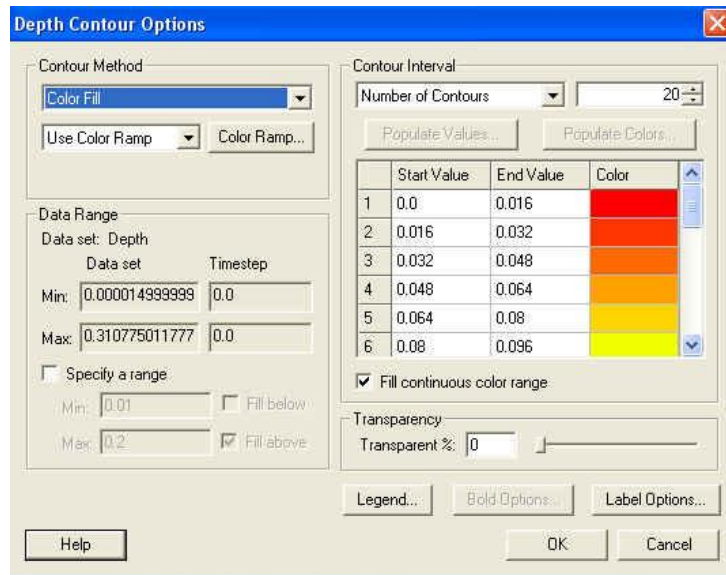 Depth Contour Options
Contour Method
Color Fill
Use Color Ramp
Color Ramp...
Data Range
Data set: Depth
Data set Timestep
Min: 0.000014999999 0.0
Max: 0.310775011777 0.0
Specify a range
Min: 0.01 Fill below
Max: 0.2 Fill above
Contour Interval
Number of Contours 20
Populate Values... Populate Colors...
Start Value End Value Color
1 0.0 0.016
2 0.016 0.032
3 0.032 0.048
4 0.048 0.064
5 0.064 0.08
6 0.08 0.096
Fill continuous color range
Transparency
Transparent %: 0
Legend... Bold Options... Label Options...
Help OK Cancel